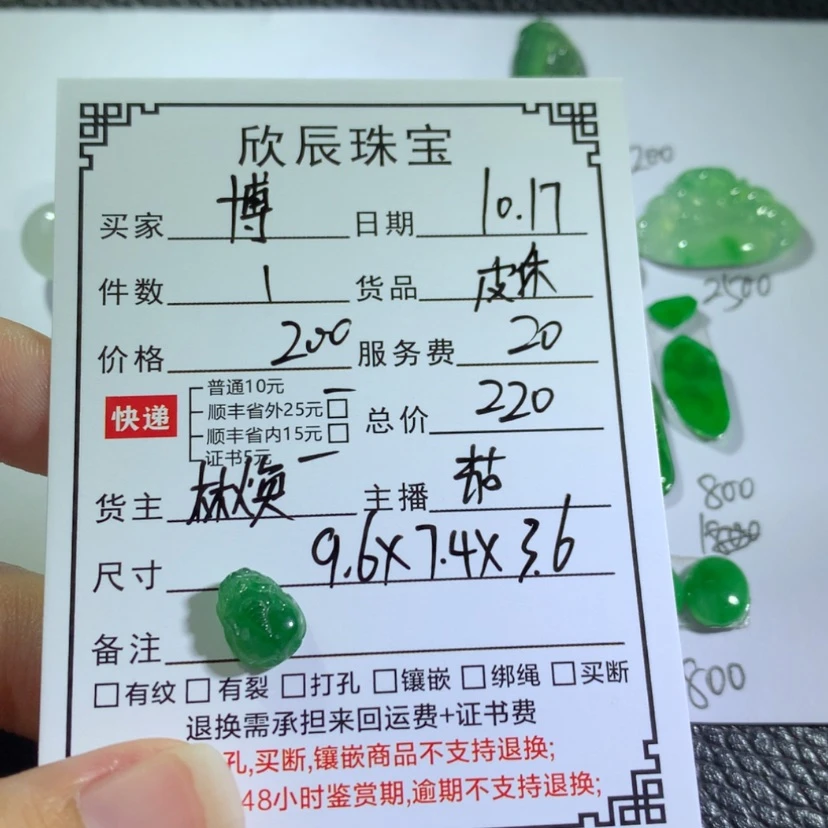 欣辰珠宝
买家 博 日期 10.17
件数 1 货品 皮休
价格 200 服务费 20
快递
普通10元
顺丰省外25元
顺丰省内15元
证书5元
总价 220
货主 林焕 主播 茹
尺寸 9.6x7.4x3.6
备注
有纹 有裂 打孔 镶嵌 绑绳 买断
退换需承担来回运费+证书费
孔,买断,镶嵌商品不支持退换;
48小时鉴赏期,逾期不支持退换;
200
2500
800
800